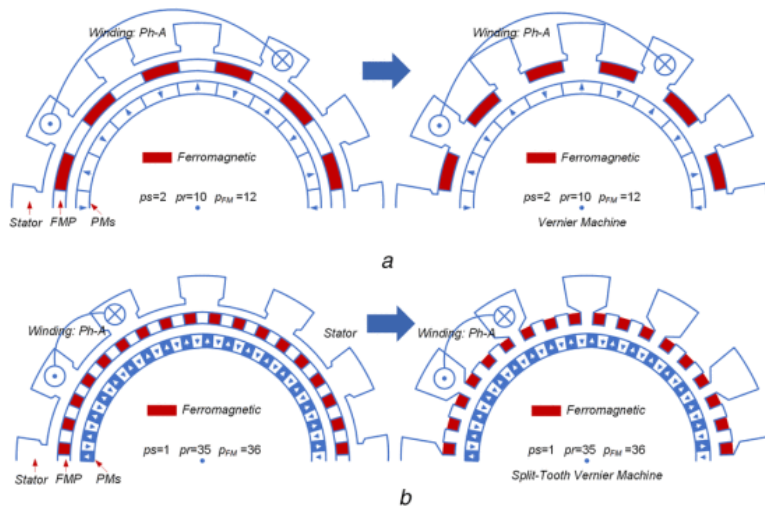 Winding: Ph-A
Winding: Ph-A
Ferromagnetic
Ferromagnetic
ps=2 pr=10 pFM =12
ps=2 pr=10 pFM =12
Stator FMP PMs
Vernier Machine
a
Winding: Ph-A
Stator
Winding: Ph-A
Ferromagnetic
Ferromagnetic
ps=1 pr=35 pFM =36
ps=1 pr=35 pFM =36
Stator FMP PMs
Split-Tooth Vernier Machine
b